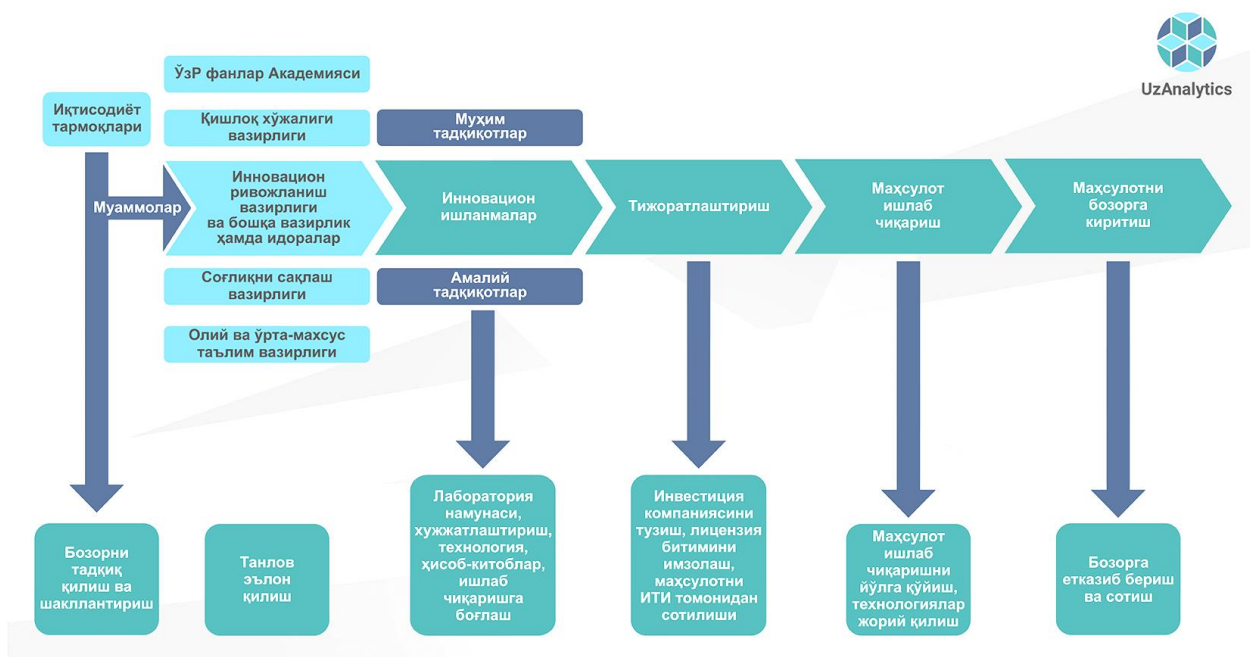 UzAnalytics
ЎзР фанлар Академияси
Иқтисодиёт
тармоқлари
Қишлоқ хўжалиги
вазирлиги
Муҳим
тадқиқотлар
Муаммолар
Инновацион
ривожланиш
вазирлиги
ва бошқа вазирлик
ҳамда идоралар
Инновацион
ишланмалар
Тижоратлаштириш
Маҳсулот
ишлаб
чиқариш
Маҳсулотни
бозорга
киритиш
Соғлиқни сақлаш
вазирлиги
Амалий
тадқиқотлар
Олий ва ўрта-махсус
таълим вазирлиги
Бозорни
тадқиқ
қилиш ва
шакллантириш
Танлов
эълон
қилиш
Лаборатория
намунаси,
хужжатлаштириш,
технология,
ҳисоб-китоблар,
ишлаб
чиқаришга
боғлаш
Инвестиция
компаниясини
тузиш, лицензия
битимини
имзолаш,
маҳсулотни
ИТИ томонидан
сотилиши
Маҳсулот
ишлаб
чиқаришни
йўлга қўйиш,
технологиялар
жорий қилиш
Бозорга
етказиб бериш
ва сотиш